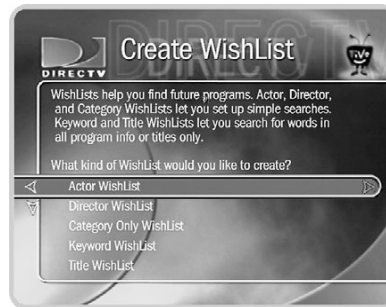 DIRECTV
Create WishList
TiVo
DIRECTV
WishLists help you find future programs. Actor, Director,
and Category WishLists let you set up simple searches.
Keyword and Title WishLists let you search for words in
all program info or titles only.
What kind of WishList would you like to create?
Actor WishList
Director WishList
Category Only WishList
Keyword WishList
Title WishList